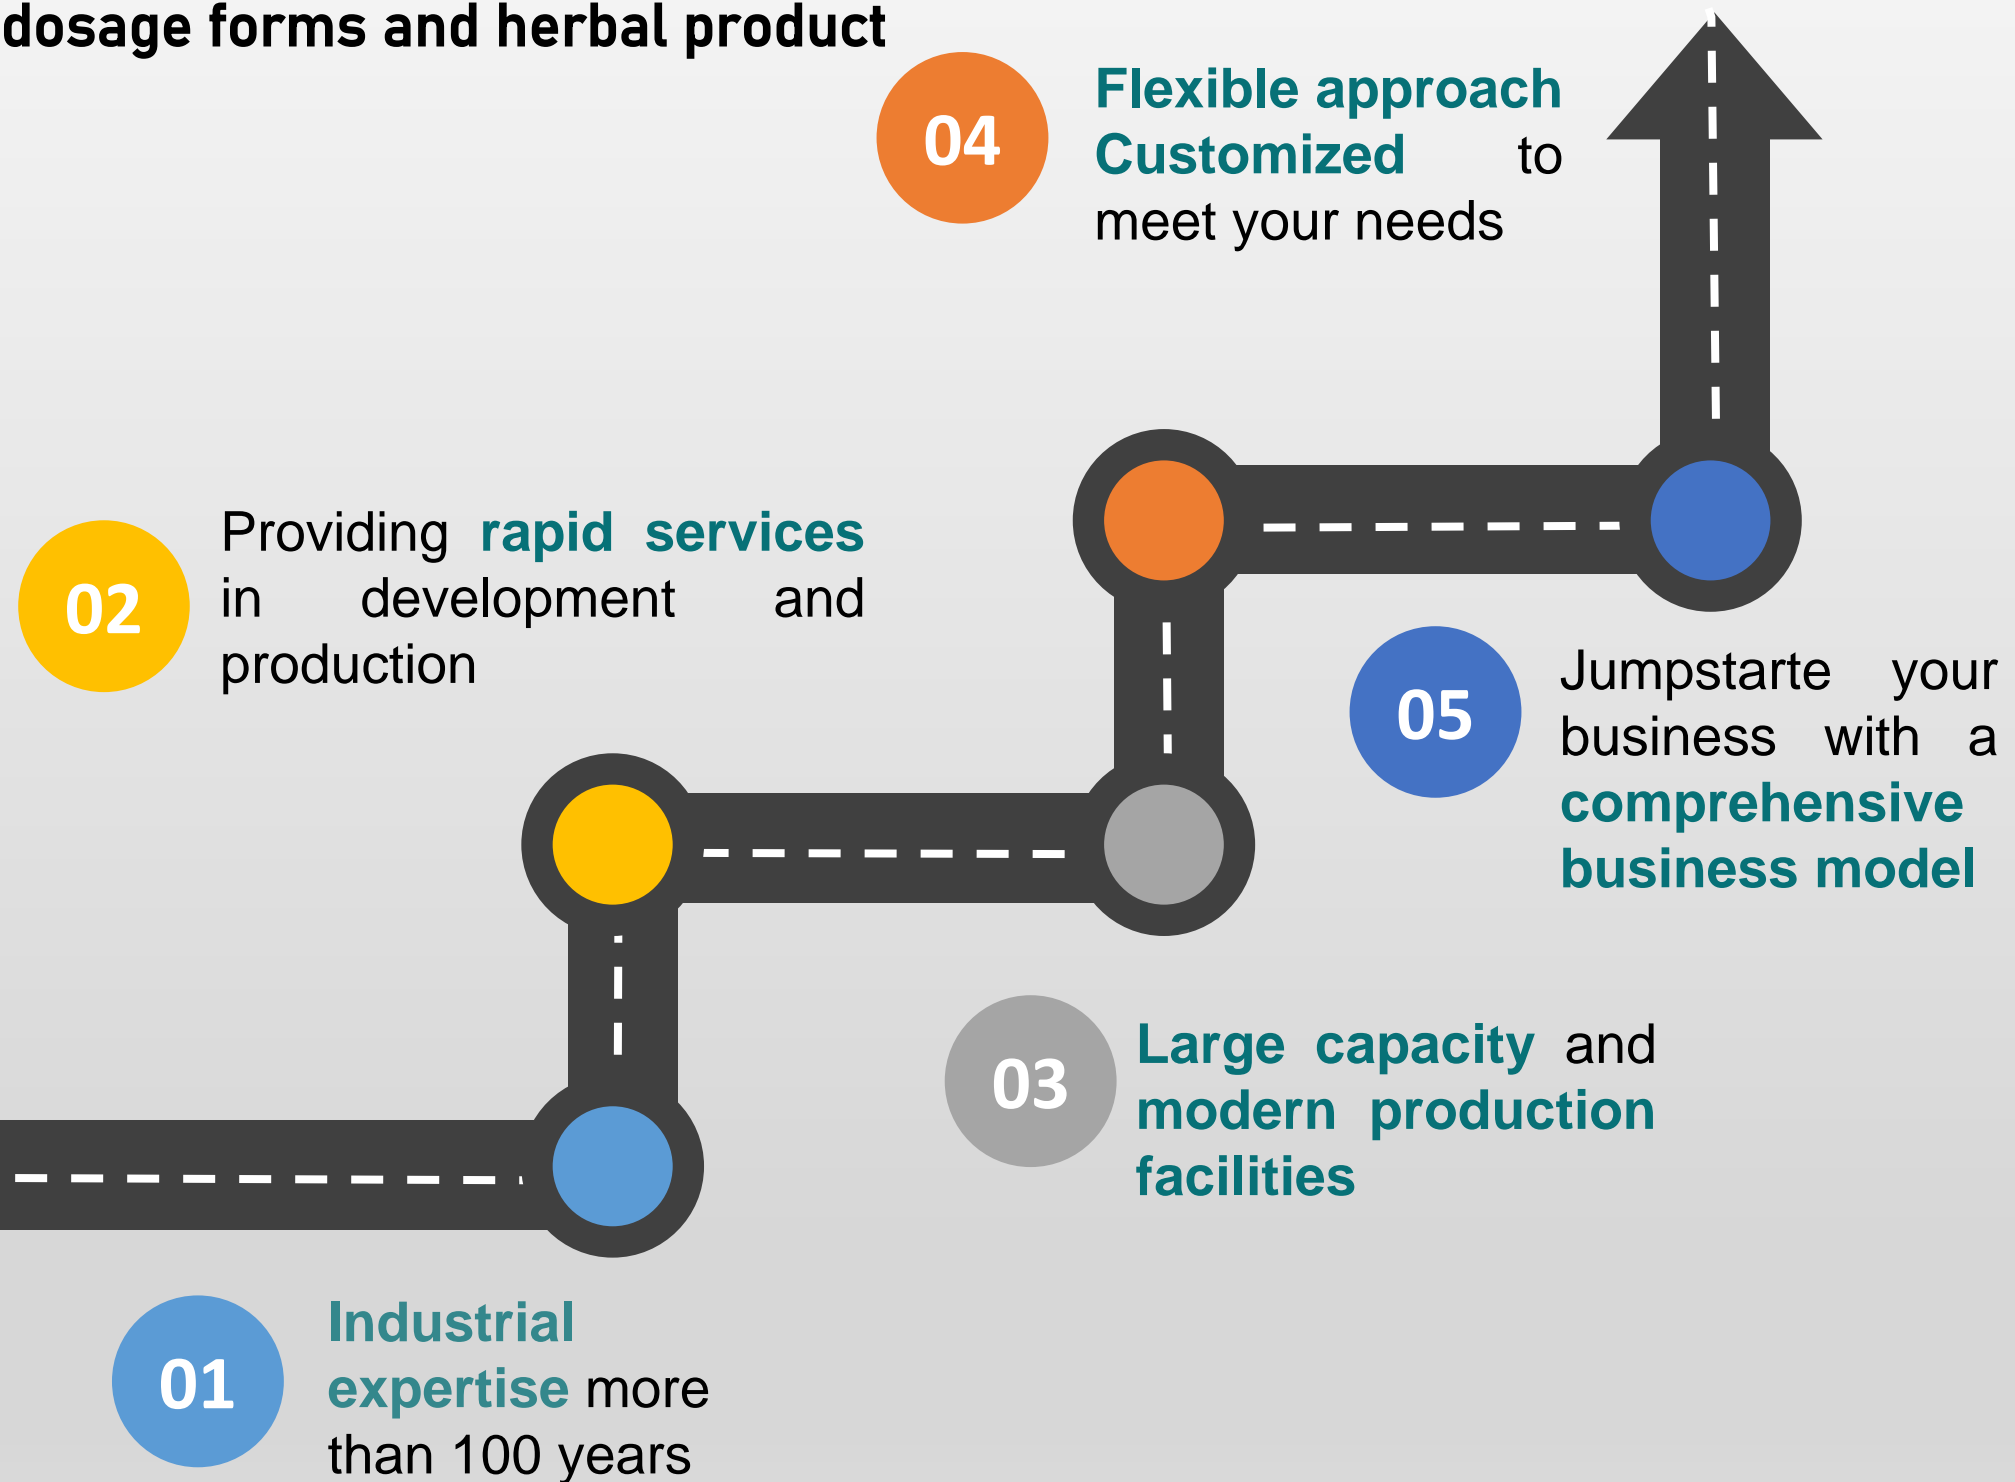 dosage forms and herbal product
04
Flexible approach
Customized to
meet your needs
02
Providing rapid services
in development and
production
05
Jumpstarte your
business with a
comprehensive
business model
03
Large capacity and
modern production
facilities
01
Industrial
expertise more
than 100 years